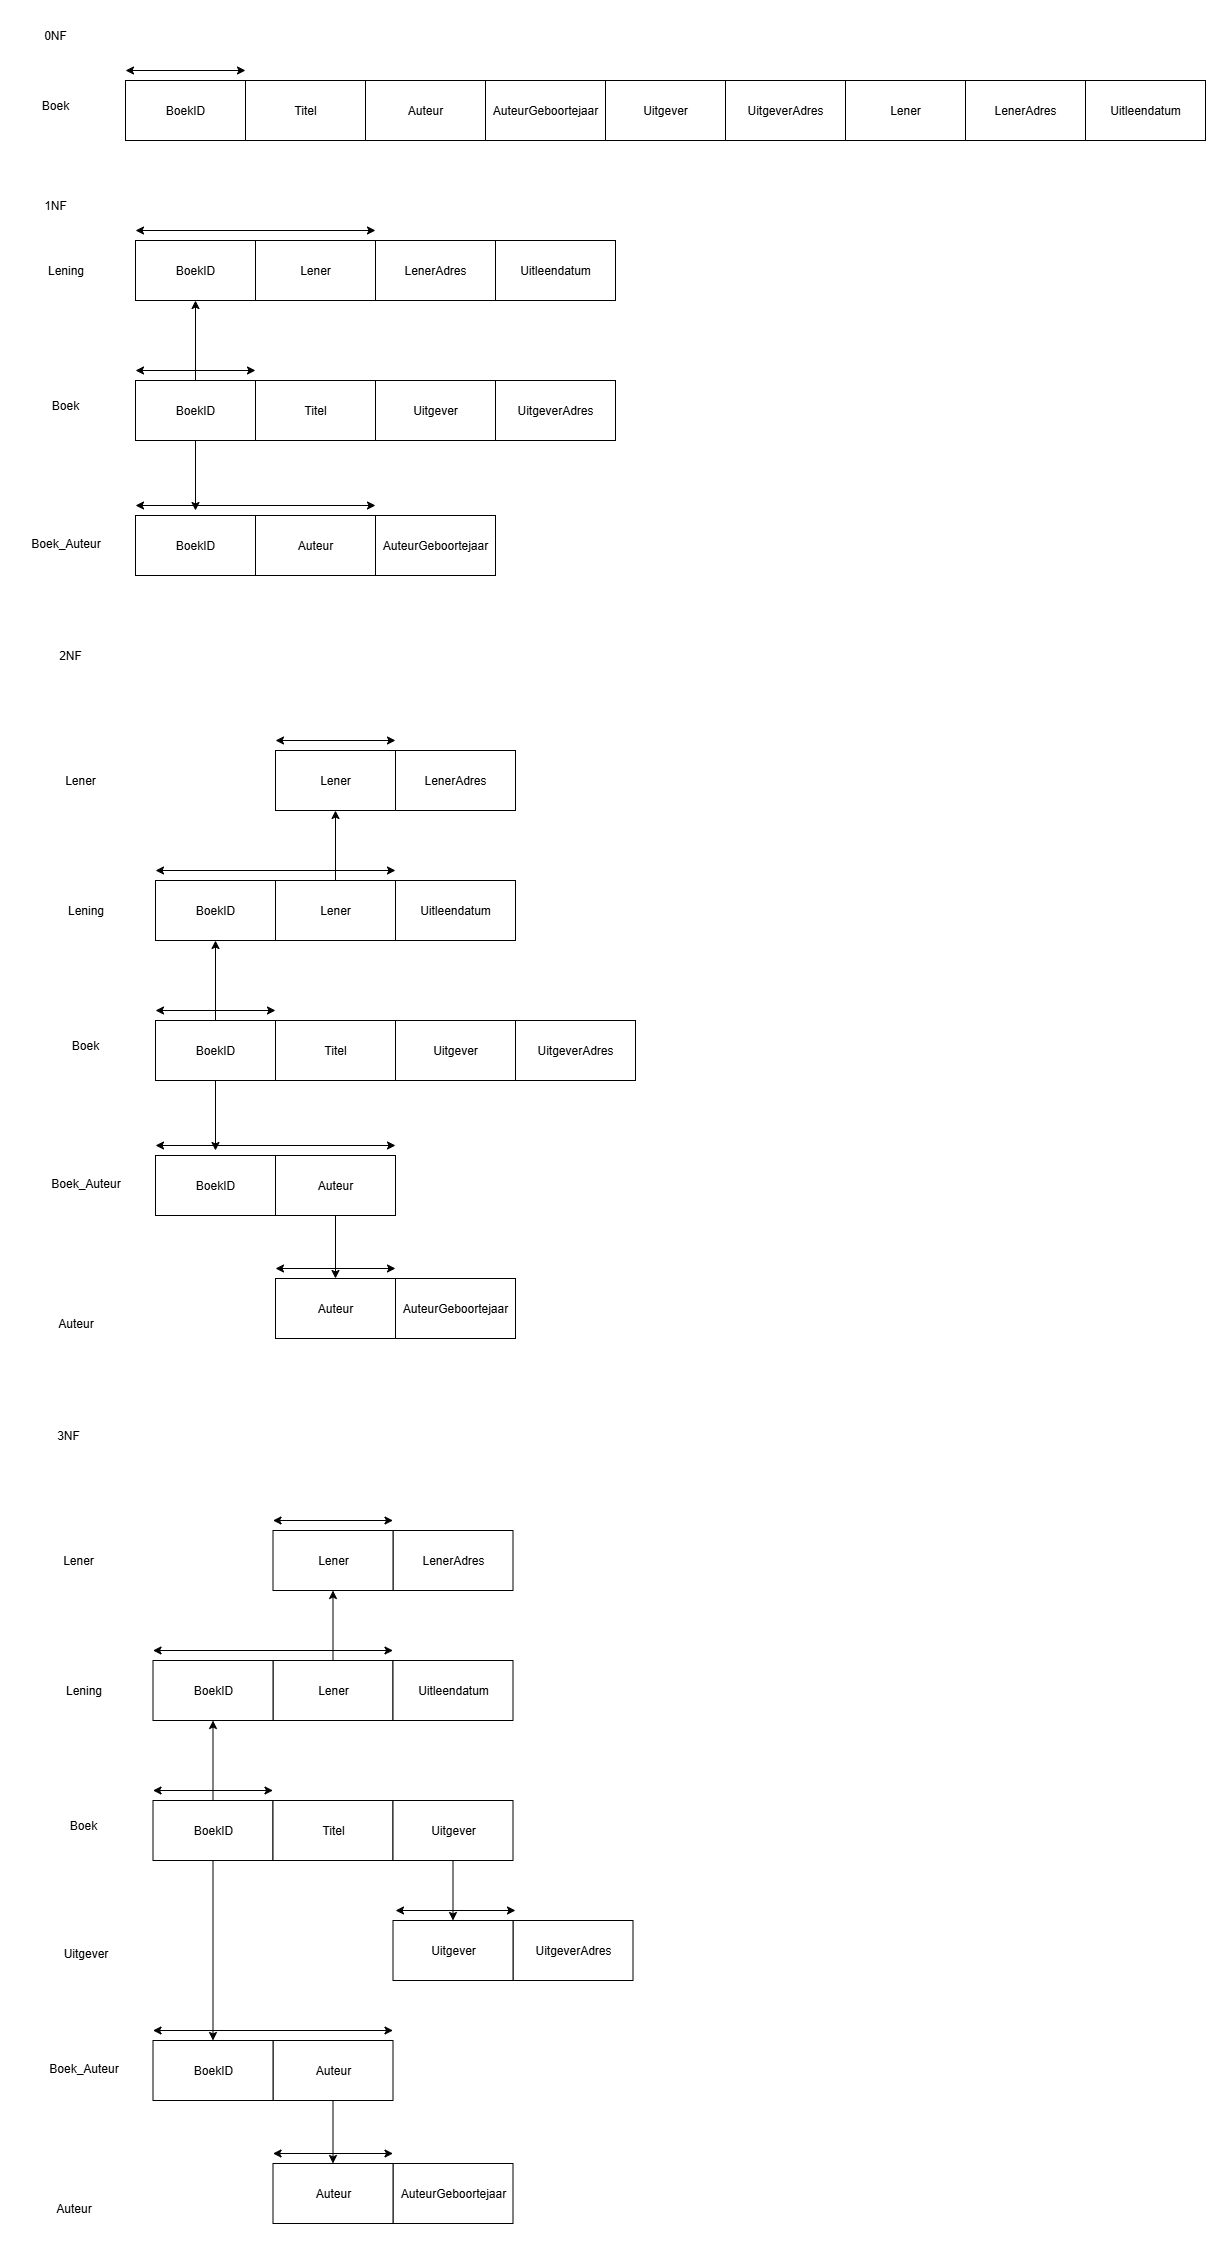 0NF
Boek
BoekID Titel Auteur AuteurGeboortejaar Uitgever UitgeverAdres Lener LenerAdres Uitleendatum
1NF
Lening
BoekID Lener LenerAdres Uitleendatum
Boek
BoekID Titel Uitgever UitgeverAdres
Boek_Auteur
BoekID Auteur AuteurGeboortejaar
2NF
Lener
Lener LenerAdres
Lening
BoekID Lener Uitleendatum
Boek
BoekID Titel Uitgever UitgeverAdres
Boek_Auteur
BoekID Auteur
Auteur
Auteur AuteurGeboortejaar
3NF
Lener
Lener LenerAdres
Lening
BoekID Lener Uitleendatum
Boek
BoekID Titel Uitgever
Uitgever
Uitgever UitgeverAdres
Boek_Auteur
BoekID Auteur
Auteur
Auteur AuteurGeboortejaar